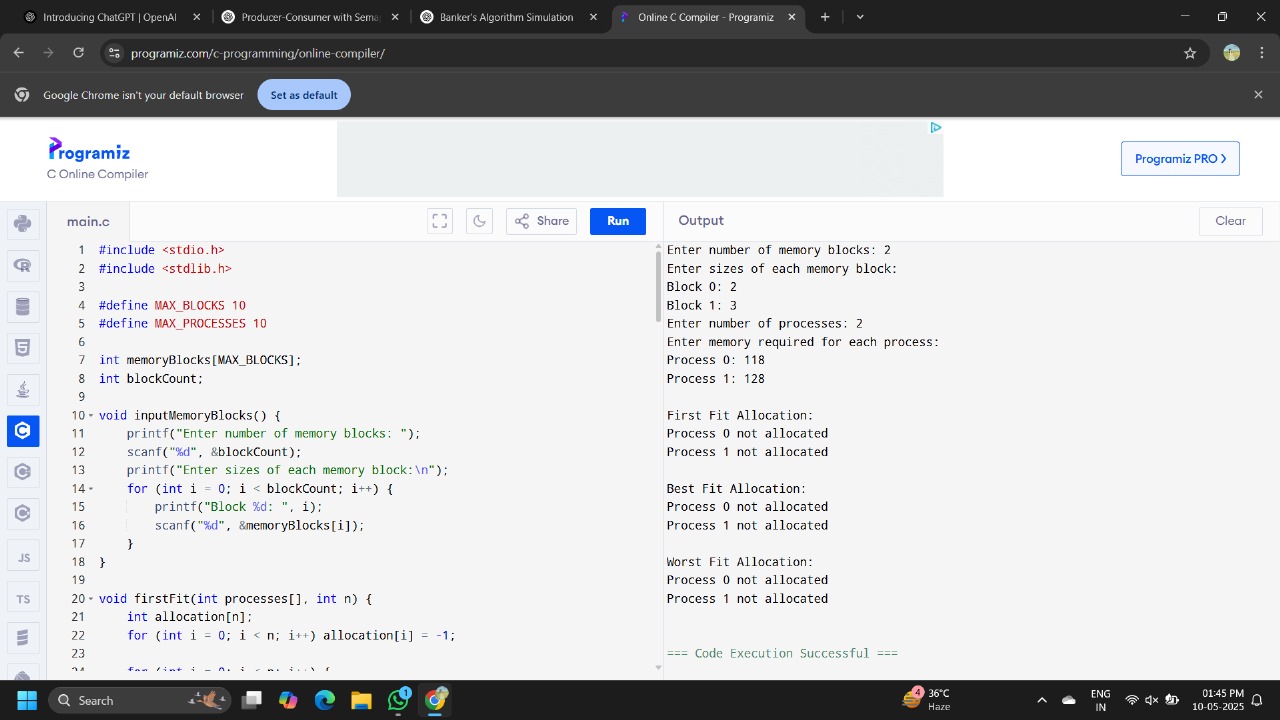 Introducing ChatGPT | OpenAI
Producer-Consumer with Sema
Banker's Algorithm Simulation
Online C Compiler - Programiz
programiz.com/c-programming/online-compiler/
Google Chrome isn't your default browser
Set as default
Programiz
C Online Compiler
Programiz PRO >
main.c
Share
Run
Output
Clear
1 #include <stdio.h>
2 #include <stdlib.h>
3
4 #define MAX_BLOCKS 10
5 #define MAX_PROCESSES 10
6
7 int memoryBlocks[MAX_BLOCKS];
8 int blockCount;
9
10 void inputMemoryBlocks() {
11 printf("Enter number of memory blocks: ");
12 scanf("%d", &blockCount);
13 printf("Enter sizes of each memory block:\n");
14 for (int i = 0; i < blockCount; i++) {
15 printf("Block %d: ", i);
16 scanf("%d", &memoryBlocks[i]);
17 }
18 }
19
20 void firstFit(int processes[], int n) {
21 int allocation[n];
22 for (int i = 0; i < n; i++) allocation[i] = -1;
23
24 for (int i = 0; i < n; i++) {
Enter number of memory blocks: 2
Enter sizes of each memory block:
Block 0: 2
Block 1: 3
Enter number of processes: 2
Enter memory required for each process:
Process 0: 118
Process 1: 128
First Fit Allocation:
Process 0 not allocated
Process 1 not allocated
Best Fit Allocation:
Process 0 not allocated
Process 1 not allocated
Worst Fit Allocation:
Process 0 not allocated
Process 1 not allocated
=== Code Execution Successful ===
JS
TS
Search
1
4
36°C
Haze
ENG
IN
01:45 PM
10-05-2025